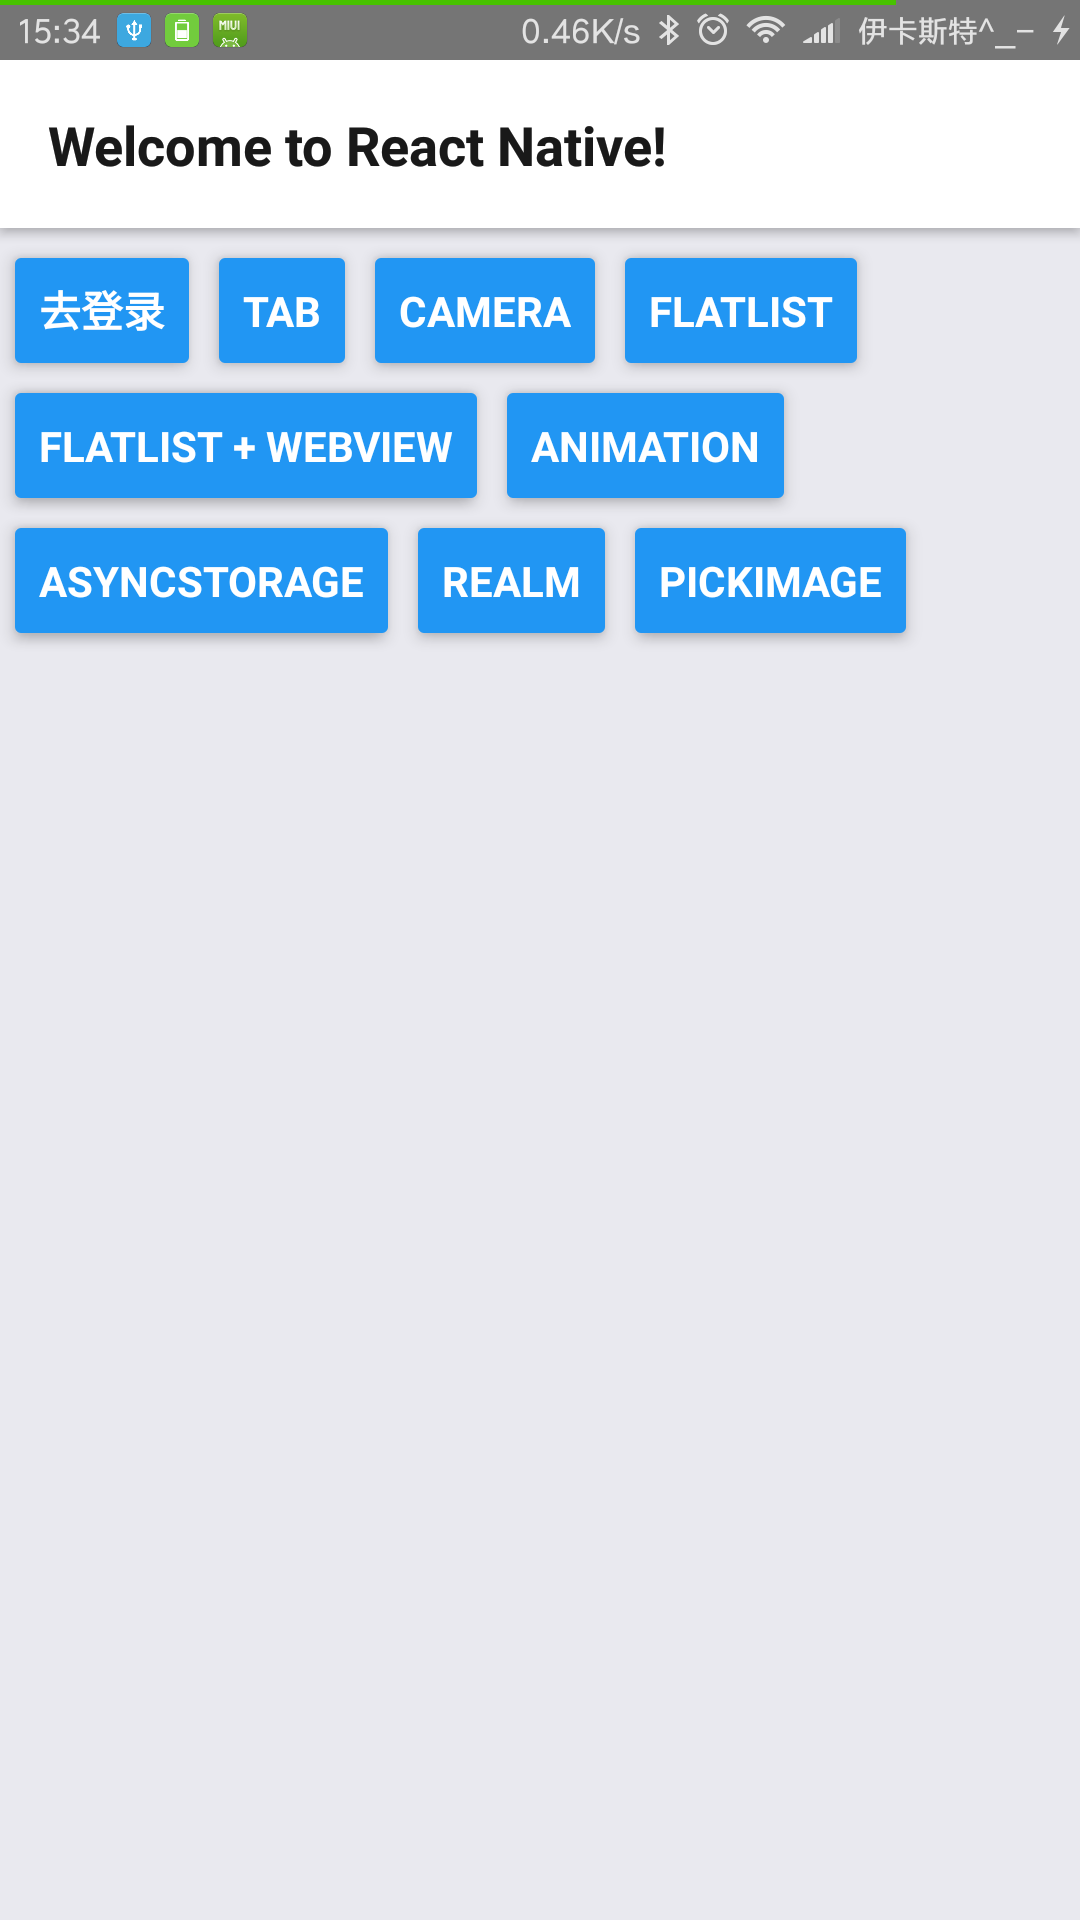 15:34 MIUI 0.46K/s 伊卡斯特^_−
Welcome to React Native!
去登录 TAB CAMERA FLATLIST
FLATLIST + WEBVIEW ANIMATION
ASYNCSTORAGE REALM PICKIMAGE